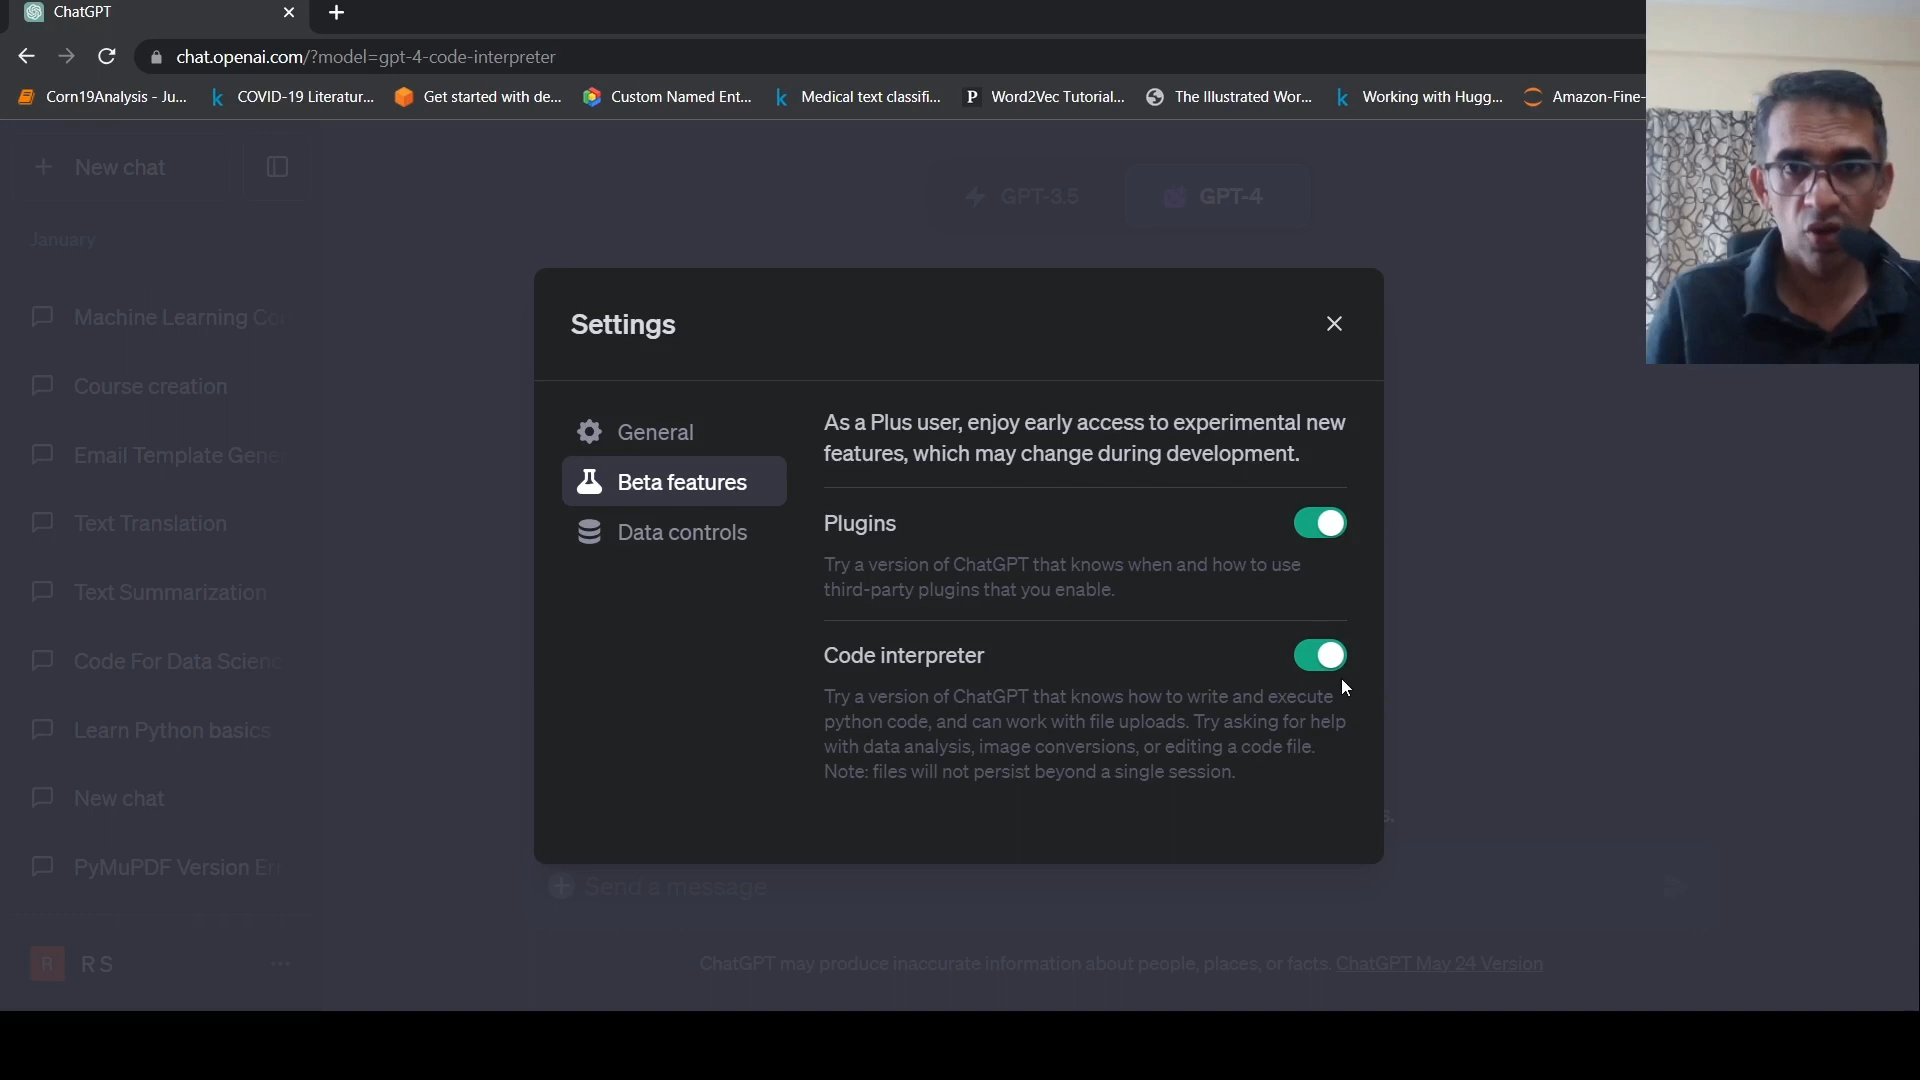 ChatGPT
chat.openai.com/?model=gpt-4-code-interpreter
Corn19Analysis - Ju...
COVID-19 Literatur...
Get started with de...
Custom Named Ent...
Medical text classifi...
Word2Vec Tutorial...
The Illustrated Wor...
Working with Hugg...
Amazon-Fine-
New chat
GPT-3.5
GPT-4
January
Machine Learning Co
Course creation
Email Template Gene
Text Translation
Text Summarization
Code For Data Scienc
Learn Python basics
New chat
PyMuPDF Version Err
R
RS
Settings
General
Beta features
Data controls
As a Plus user, enjoy early access to experimental new
features, which may change during development.
Plugins
Try a version of ChatGPT that knows when and how to use
third-party plugins that you enable.
Code interpreter
Try a version of ChatGPT that knows how to write and execute
python code, and can work with file uploads. Try asking for help
with data analysis, image conversions, or editing a code file.
Note: files will not persist beyond a single session.
s.
Send a message
ChatGPT may produce inaccurate information about people, places, or facts. ChatGPT May 24 Version